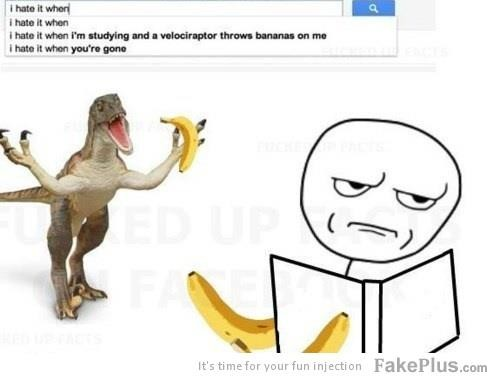 i hate it when
i hate it when
i hate it when i'm studying and a velociraptor throws bananas on me
i hate it when you're gone
FUCKED UP FACTS
FUCKED UP FACTS
FUCKED UP FACTS
FUCKED UP FACTS
ON FACEBOOK
FUCKED UP FACTS
It's time for your fun injection FakePlus.com